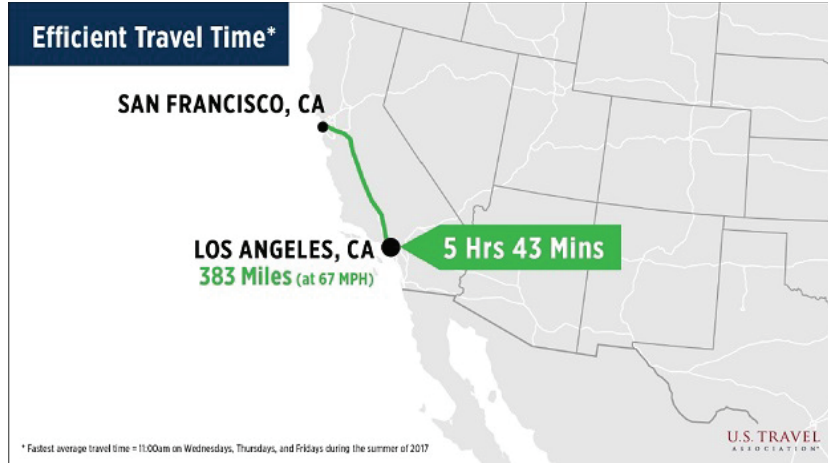 Efficient Travel Time*
SAN FRANCISCO, CA
LOS ANGELES, CA
383 Miles (at 67 MPH)
5 Hrs 43 Mins
* Fastest average travel time = 11:00am on Wednesdays, Thursdays, and Fridays during the summer of 2017
U.S. TRAVEL
ASSOCIATION®